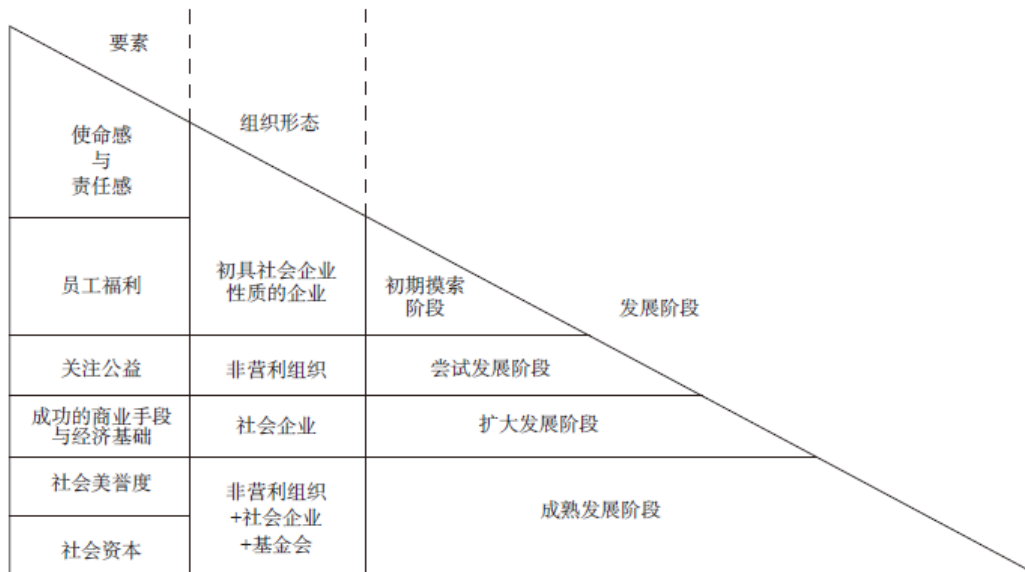 要素
组织形态
使命感
与
责任感
员工福利
初具社会企业
性质的企业
初期摸索
阶段
发展阶段
关注公益
非营利组织
尝试发展阶段
成功的商业手段
与经济基础
社会企业
扩大发展阶段
社会美誉度
非营利组织
+社会企业
+基金会
成熟发展阶段
社会资本